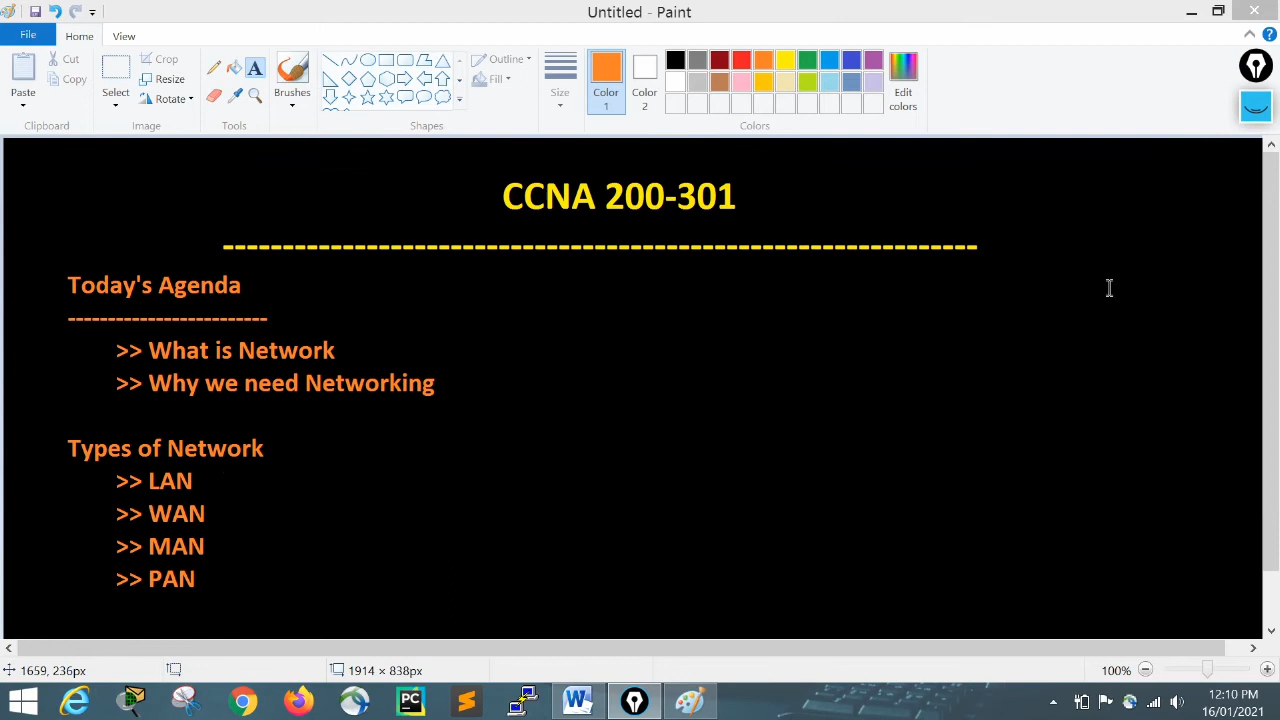 Untitled - Paint
File
Home
View
Paste
Cut
Copy
Clipboard
Select
Crop
Resize
Rotate
Image
A
Tools
Brushes
Shapes
Outline
Fill
Size
Color 1
Color 2
Edit colors
Colors
CCNA 200-301
---------------------------------------------------------------
Today's Agenda
-------------------------
>> What is Network
>> Why we need Networking
Types of Network
>> LAN
>> WAN
>> MAN
>> PAN
1659, 236px
1914 × 838px
100%
PC
W
12:10 PM
16/01/2021